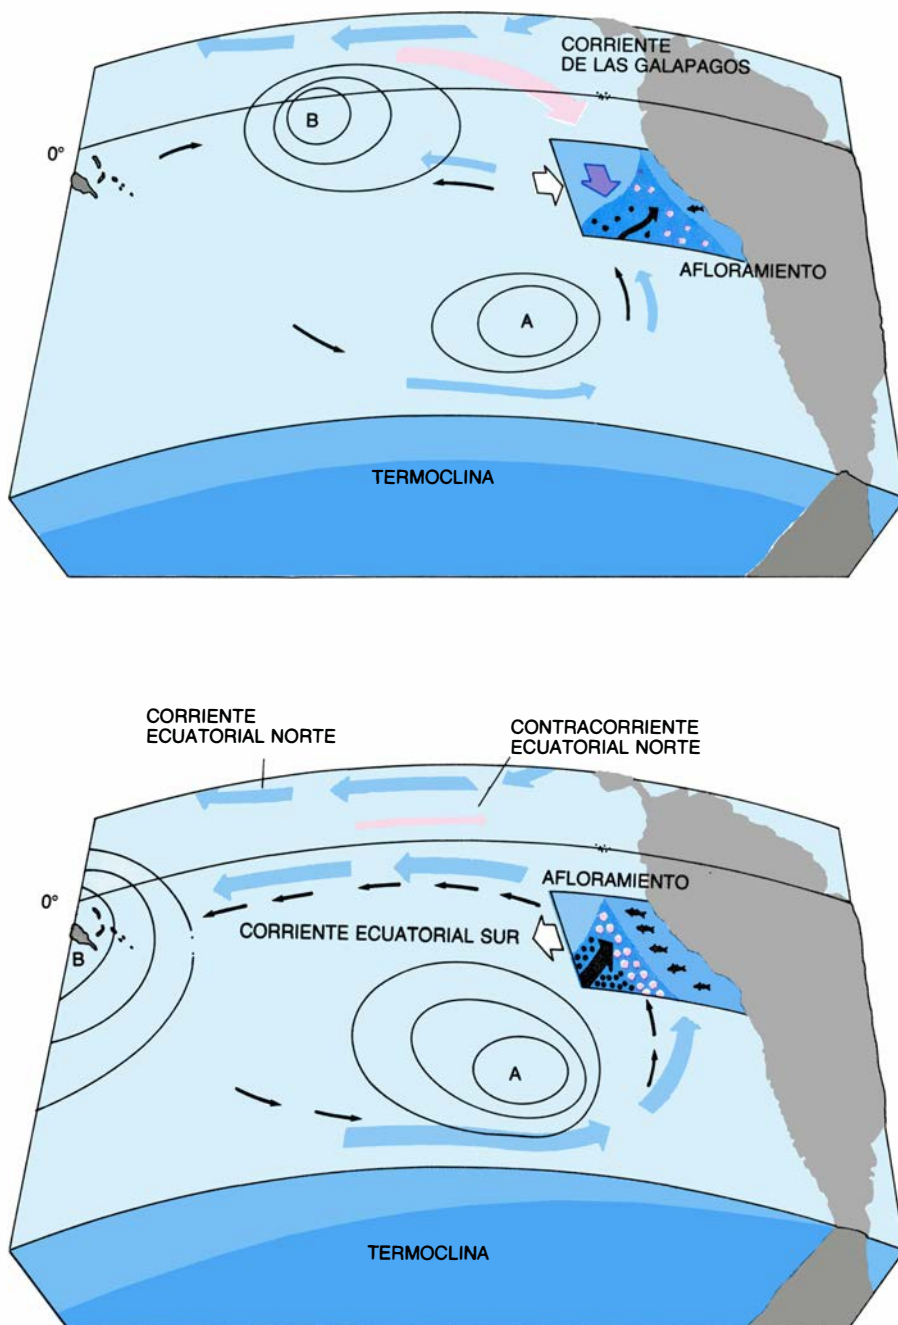 CORRIENTE
DE LAS GALAPAGOS
B
0°
AFLORAMIENTO
A
TERMOCLINA
CORRIENTE
ECUATORIAL NORTE
CONTRACORRIENTE
ECUATORIAL NORTE
AFLORAMIENTO
0°
CORRIENTE ECUATORIAL SUR
B
A
TERMOCLINA